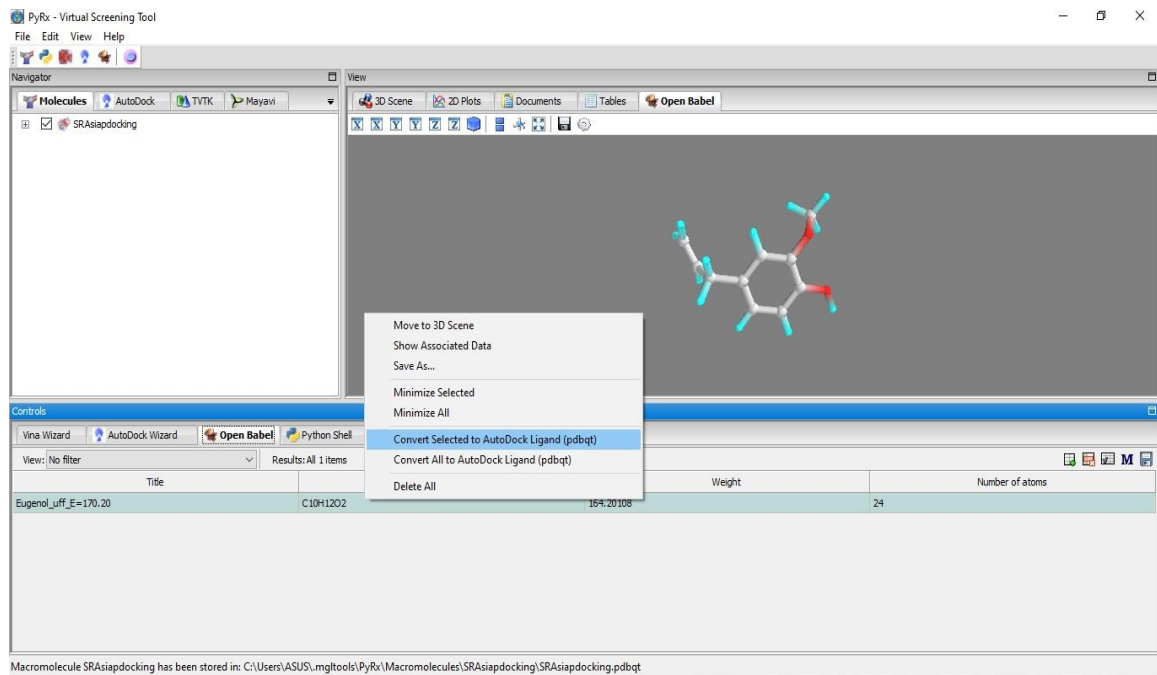 PyRx - Virtual Screening Tool
File Edit View Help
Navigator
View
Molecules AutoDock TVTK Mayavi
3D Scene 2D Plots Documents Tables Open Babel
SRAsiapdocking
X X Y Y Z Z
Move to 3D Scene
Show Associated Data
Save As...
Minimize Selected
Minimize All
Convert Selected to AutoDock Ligand (pdbqt)
Convert All to AutoDock Ligand (pdbqt)
Delete All
Controls
Vina Wizard AutoDock Wizard Open Babel Python Shell
View: No filter Results: All 1 items M
Title Weight Number of atoms
Eugenol_uff_E=170.20 C10H12O2 164.20108 24
Macromolecule SRAsiapdocking has been stored in: C:\Users\ASUS\.mgltools\PyRx\Macromolecules\SRAsiapdocking\SRAsiapdocking.pdbqt